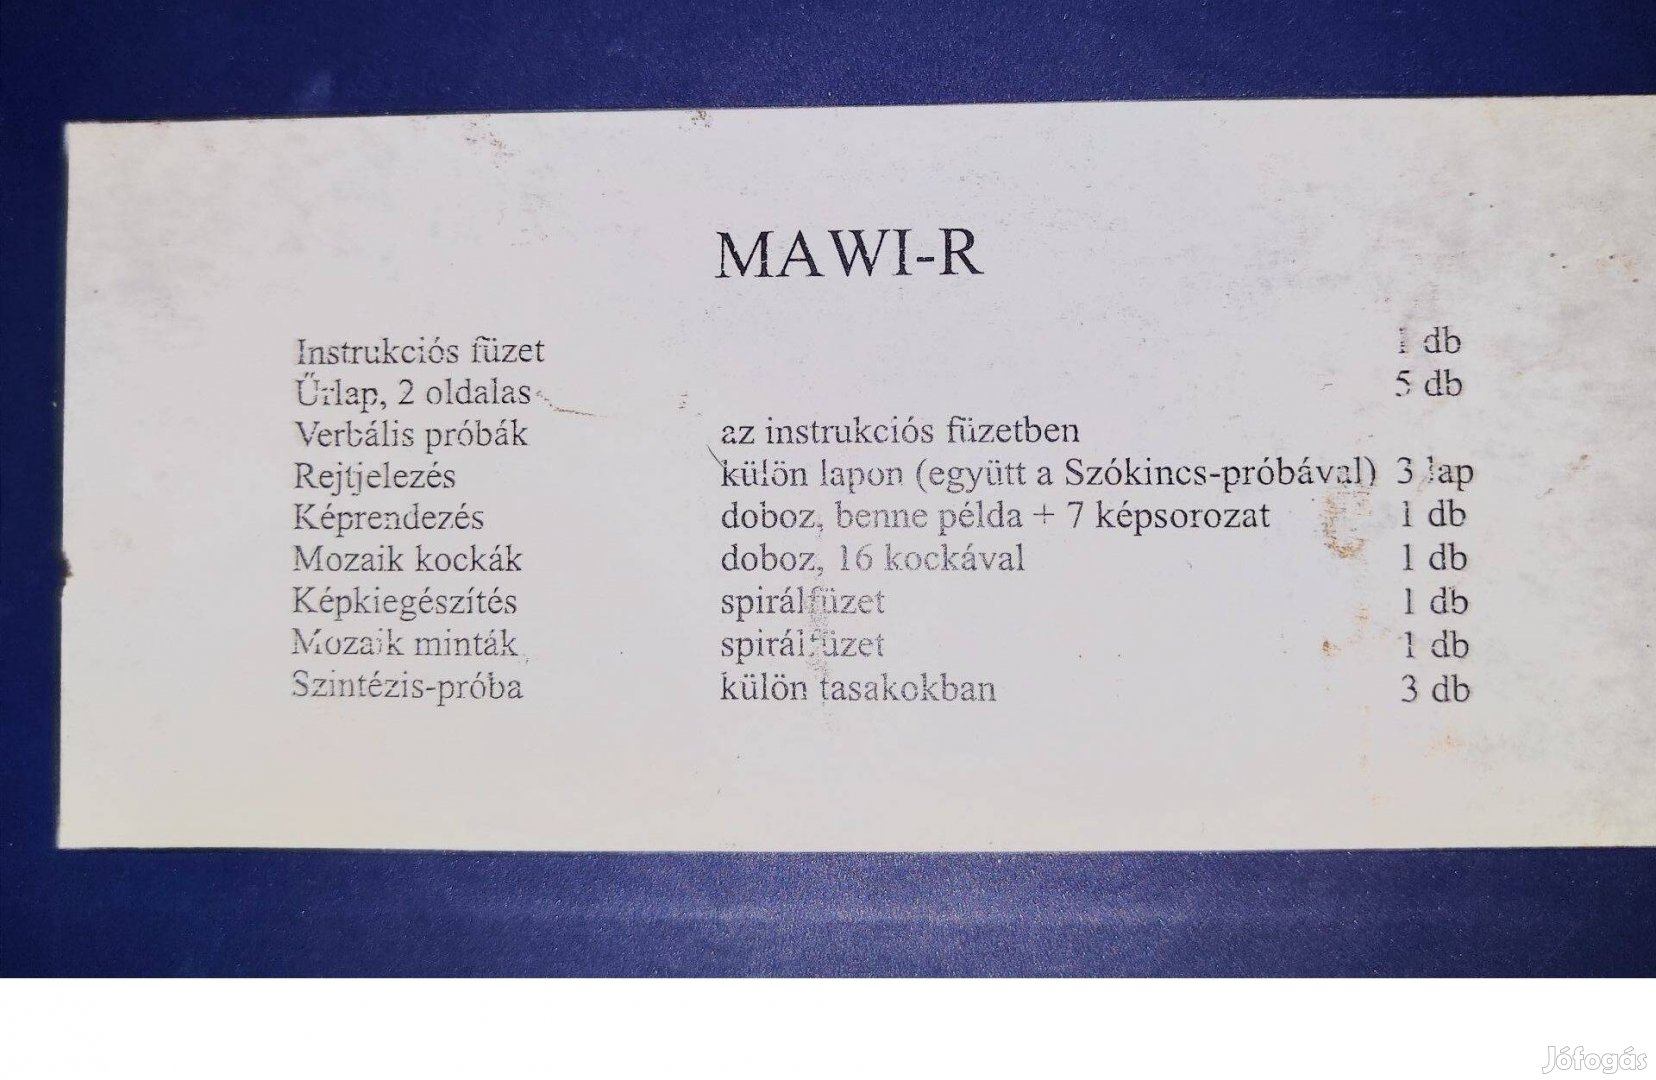 MAWI-R
Instrukciós füzet 1 db
Űrlap, 2 oldalas 5 db
Verbális próbák az instrukciós füzetben
Rejtjelezés külön lapon (együtt a Szókincs-próbával) 3 lap
Képrendezés doboz, benne példa + 7 képsorozat 1 db
Mozaik kockák doboz, 16 kockával 1 db
Képkiegészítés spirálfüzet 1 db
Mozaik minták spirálfüzet 1 db
Szintézis-próba külön tasakokban 3 db
Jófogás